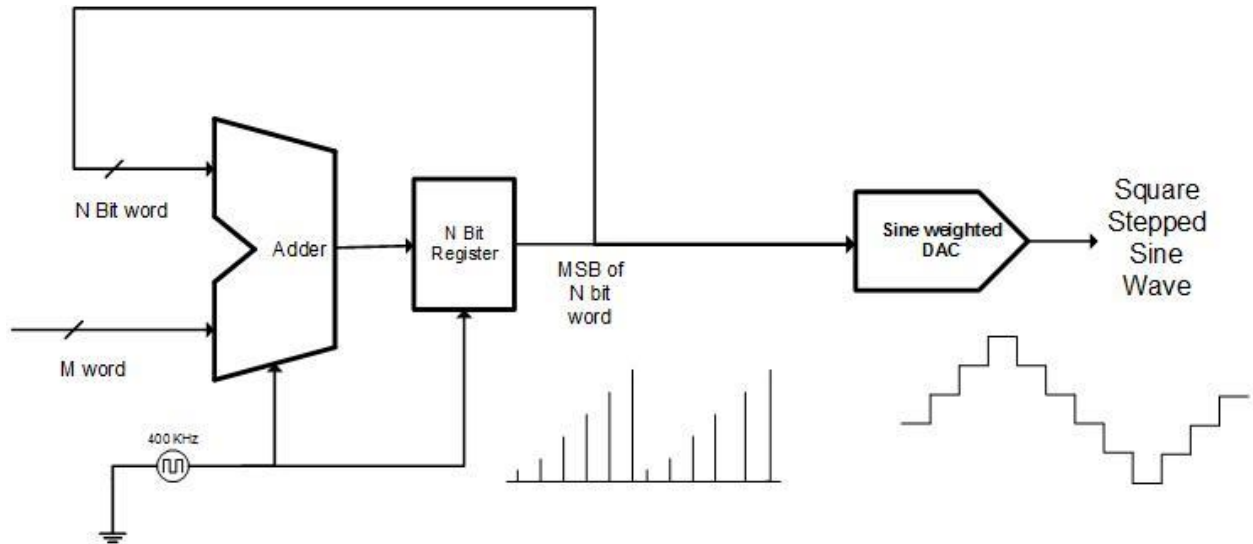 N Bit word
M word
Adder
400 KHz
N Bit
Register
MSB of
N bit
word
Sine weighted
DAC
Square
Stepped
Sine
Wave